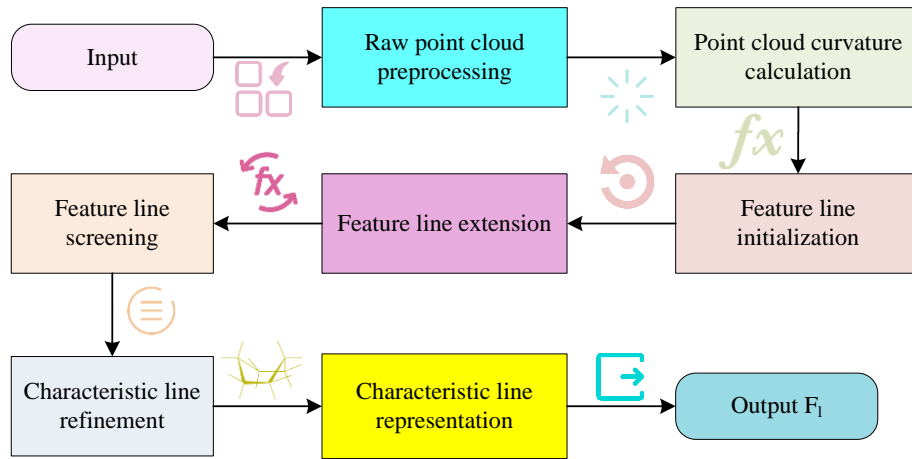 Input
Raw point cloud
preprocessing
Point cloud curvature
calculation
fx
fx
Feature line
screening
Feature line extension
Feature line
initialization
Characteristic line
refinement
Characteristic line
representation
Output Fl